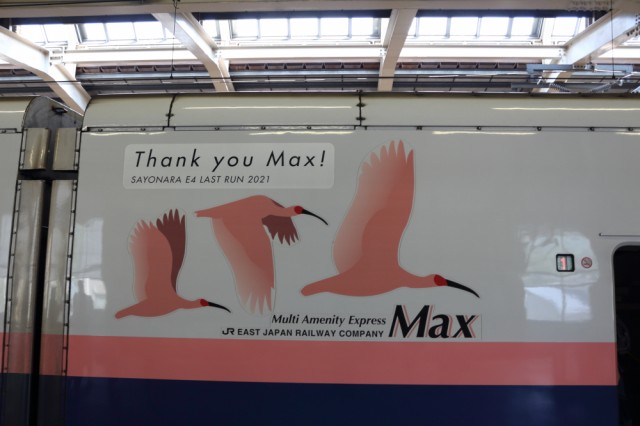 Thank you Max!
SAYONARA E4 LAST RUN 2021
Multi Amenity Express
JR EAST JAPAN RAILWAY COMPANY
Max